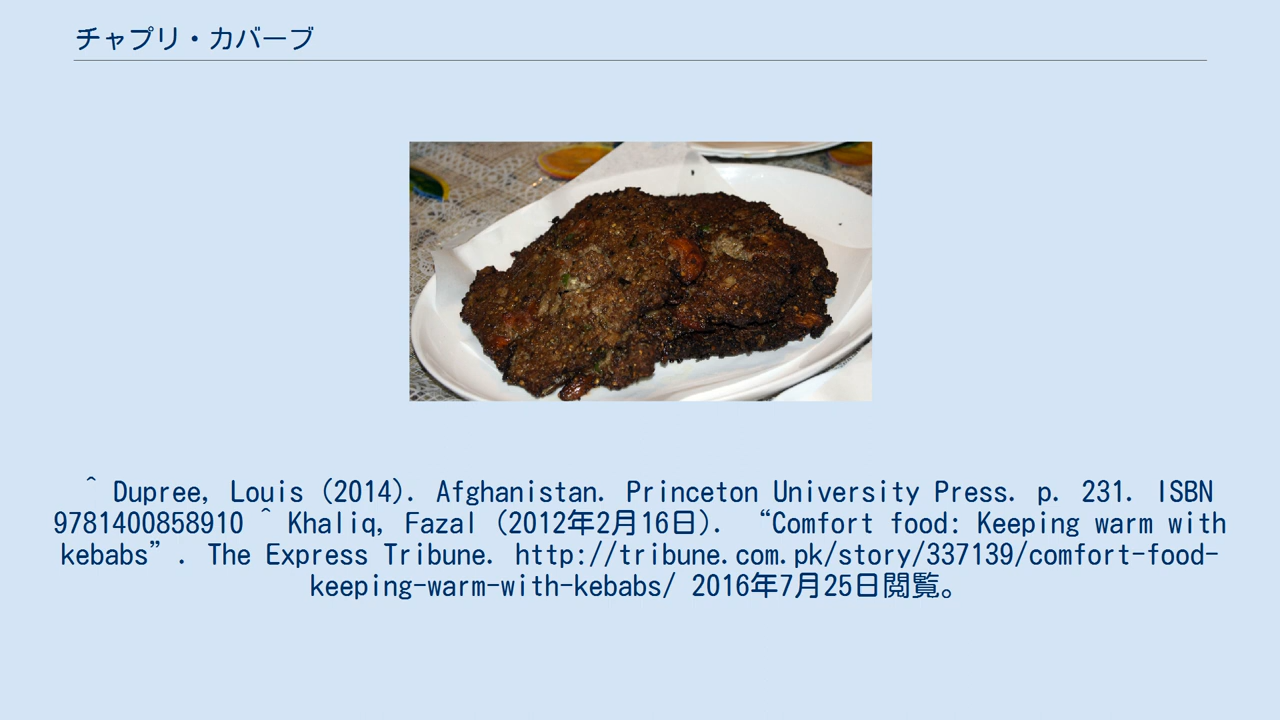 チャプリ・カバーブ
^ Dupree, Louis (2014). Afghanistan. Princeton University Press. p. 231. ISBN
9781400858910 ^ Khaliq, Fazal (2012年2月16日). “Comfort food: Keeping warm with
kebabs”. The Express Tribune. http://tribune.com.pk/story/337139/comfort-food-
keeping-warm-with-kebabs/ 2016年7月25日閲覧。